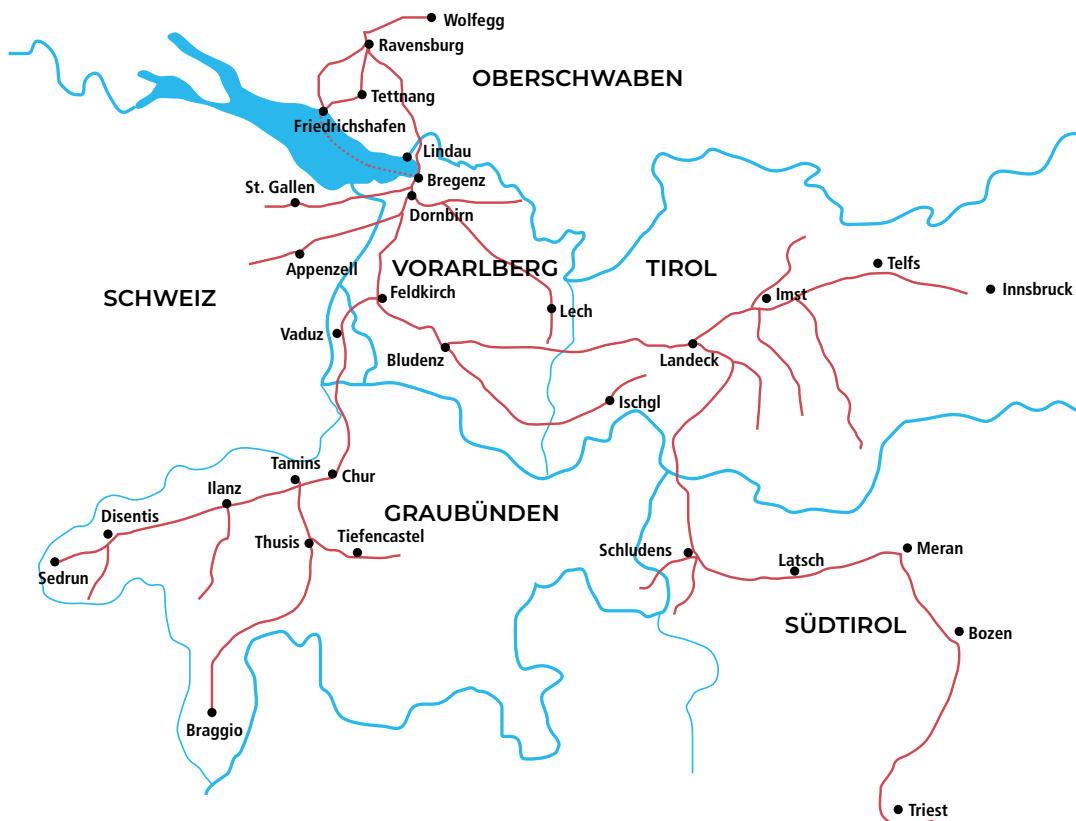 Wolfegg
Ravensburg
OBERSCHWABEN
Tettnang
Friedrichshafen
Lindau
Bregenz
St. Gallen
Dornbirn
Appenzell
VORARLBERG
TIROL
Telfs
SCHWEIZ
Feldkirch
Imst
Innsbruck
Lech
Vaduz
Bludenz
Landeck
Ischgl
Tamins
Chur
Ilanz
Disentis
GRAUBÜNDEN
Thusis
Tiefencastel
Schludens
Meran
Latsch
Sedrun
SÜDTIROL
Bozen
Braggio
Triest